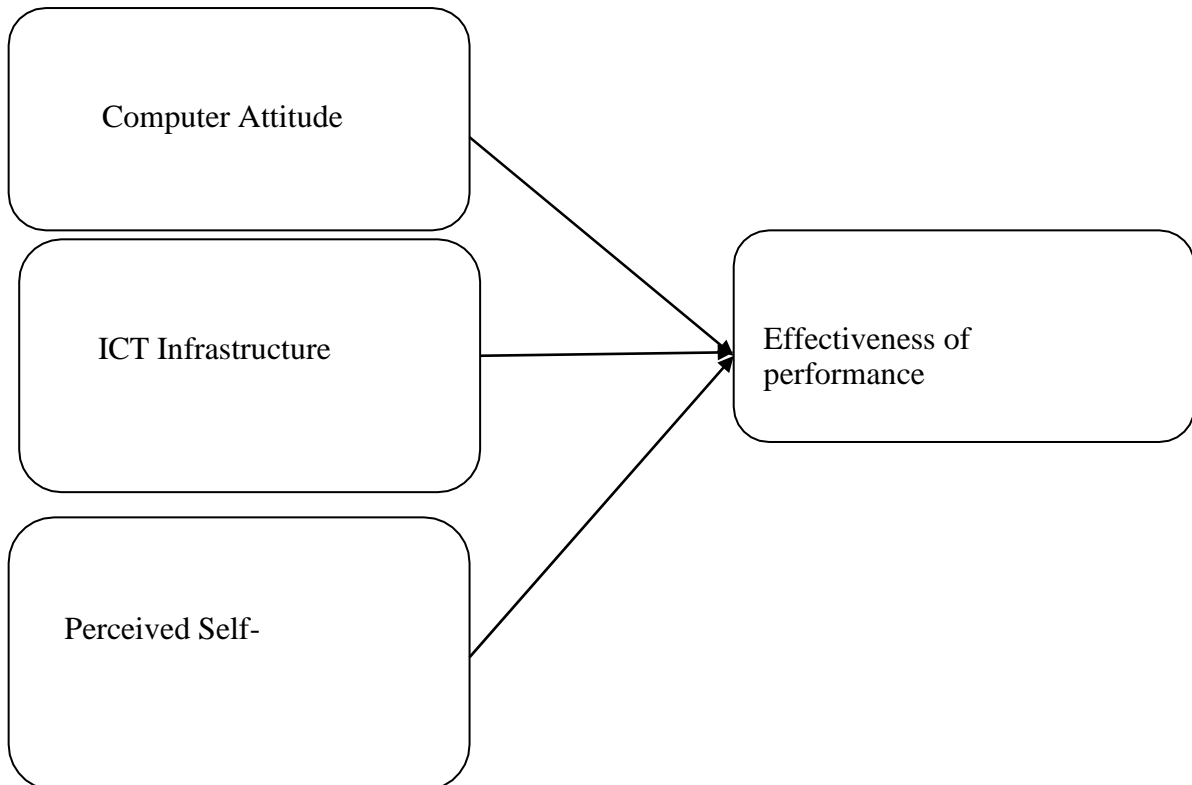 Computer Attitude
ICT Infrastructure
Effectiveness of
performance
Perceived Self-